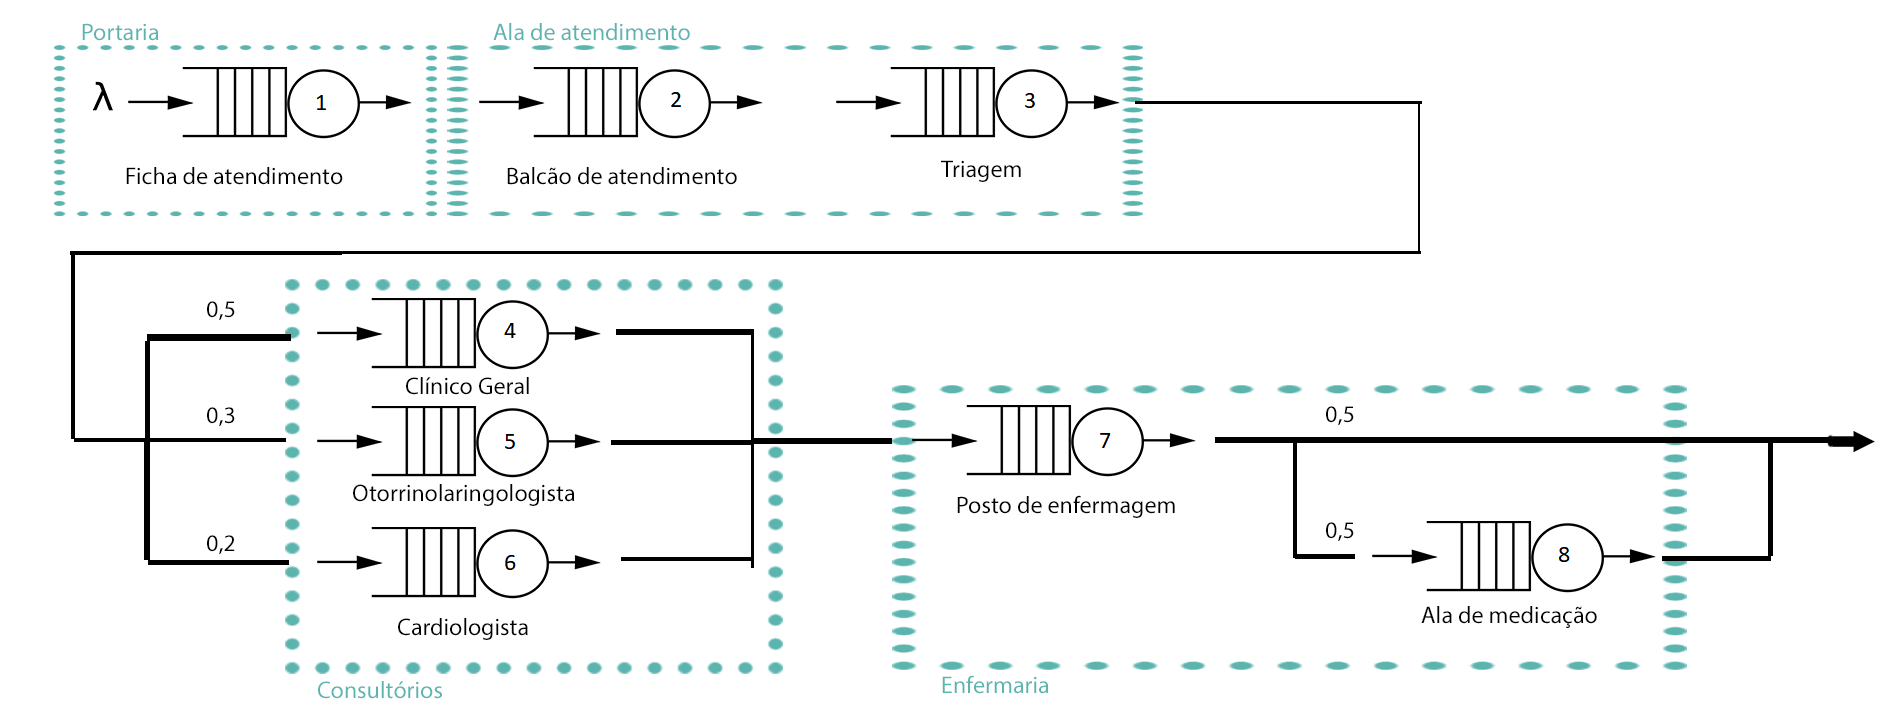 Portaria
Ala de atendimento
λ
1
2
3
Ficha de atendimento
Balcão de atendimento
Triagem
0,5
4
Clínico Geral
0,3
5
Otorrinolaringologista
0,2
6
Cardiologista
Consultórios
7
Posto de enfermagem
0,5
0,5
8
Ala de medicação
Enfermaria